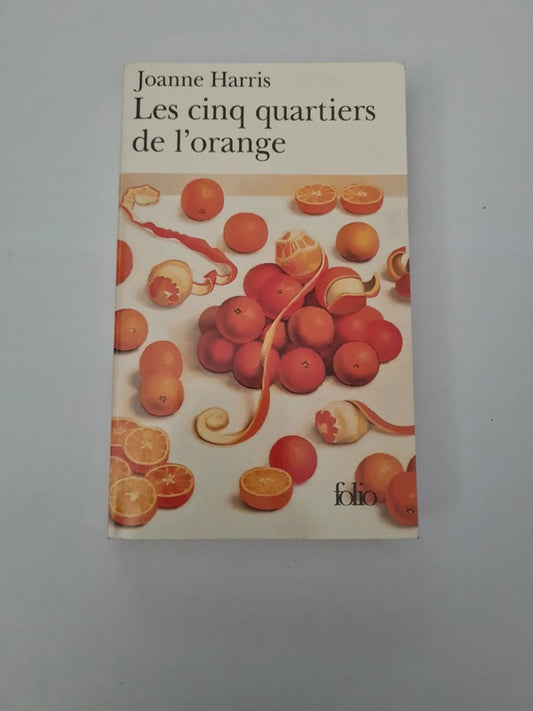 Joanne Harris
Les cinq quartiers
de l'orange
folio